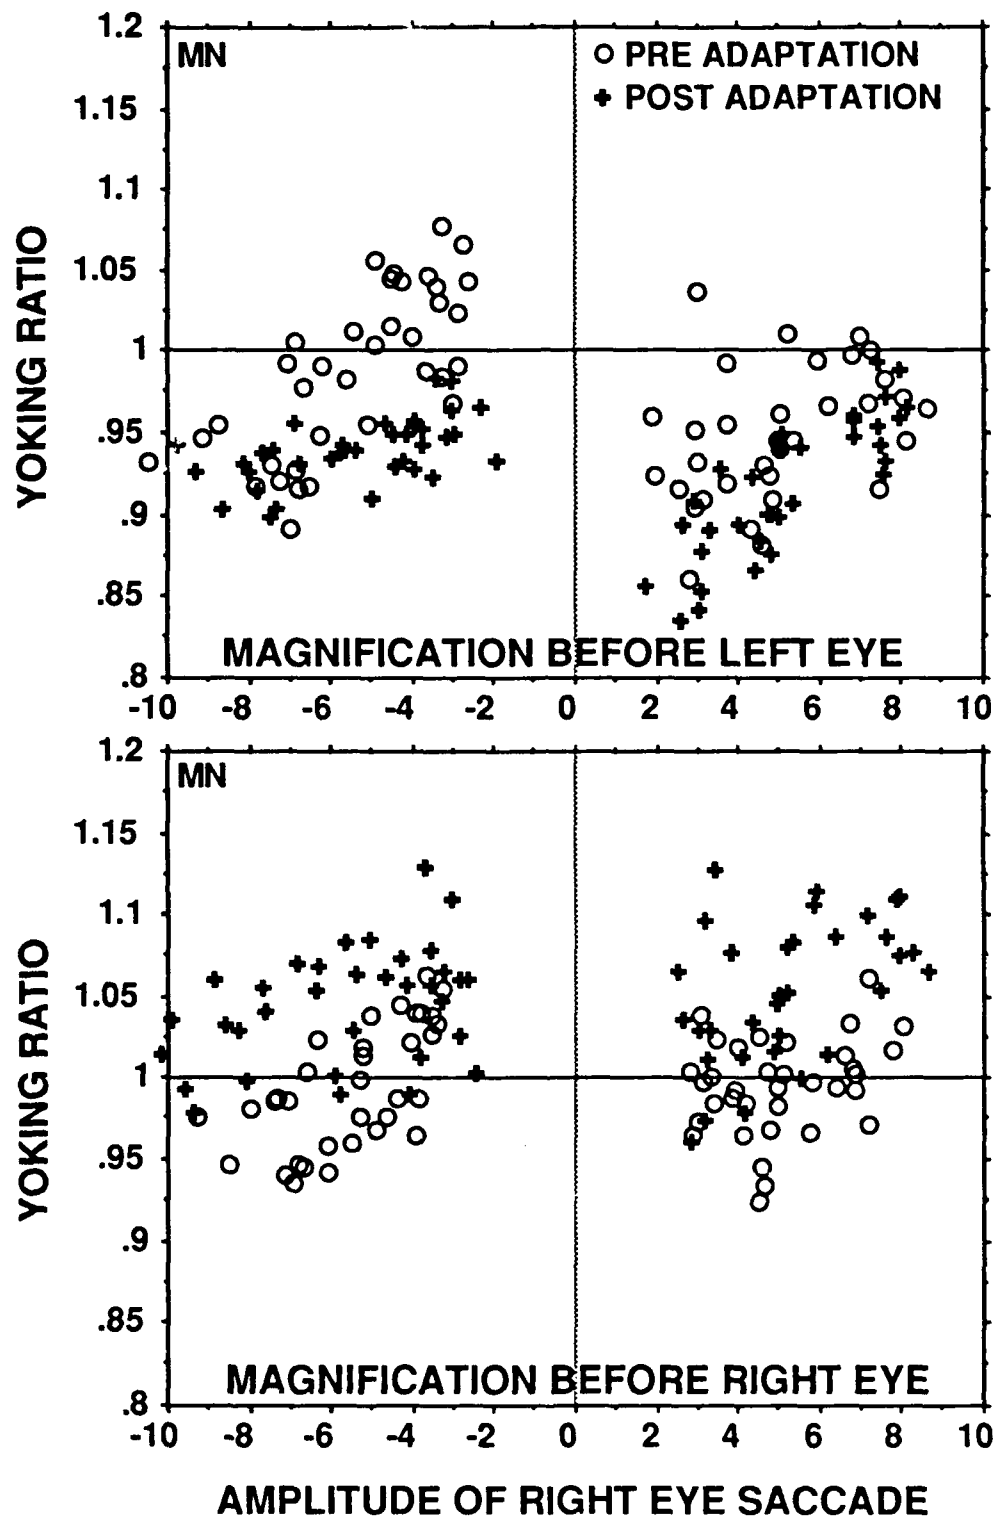 1.2
MN
PRE ADAPTATION
POST ADAPTATION
1.15
1.1
1.05
1
.95
.9
.85
.8
YOKING RATIO
MAGNIFICATION BEFORE LEFT EYE
-10 -8 -6 -4 -2 0 2 4 6 8 10
1.2
MN
1.15
1.1
1.05
1
.95
.9
.85
.8
YOKING RATIO
MAGNIFICATION BEFORE RIGHT EYE
-10 -8 -6 -4 -2 0 2 4 6 8 10
AMPLITUDE OF RIGHT EYE SACCADE